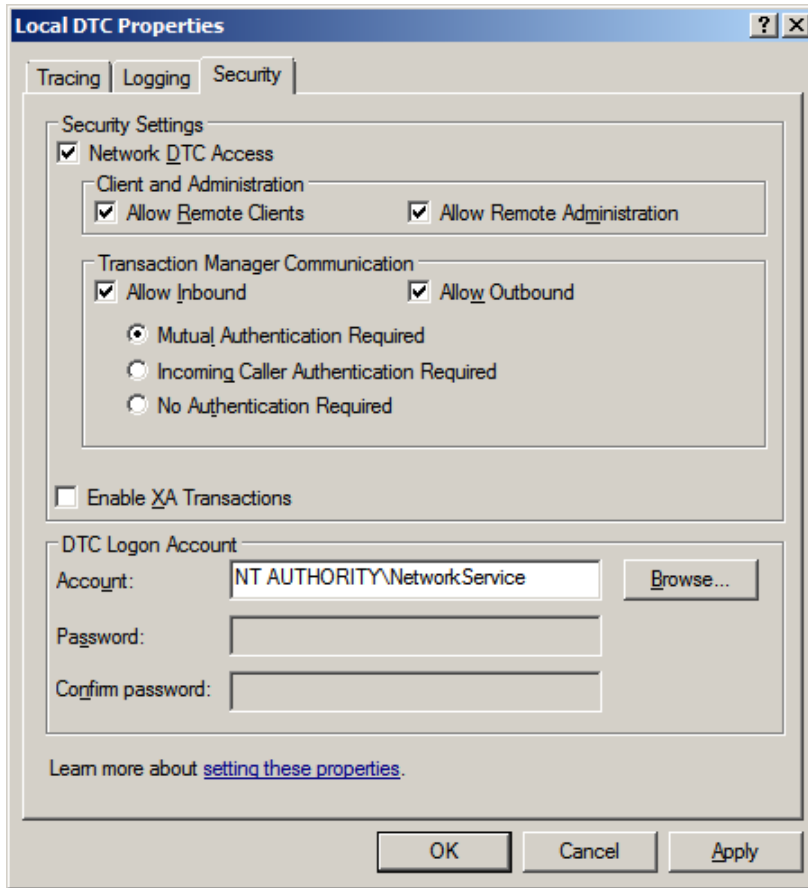 Local DTC Properties
Tracing Logging Security
Security Settings
Network DTC Access
Client and Administration
Allow Remote Clients Allow Remote Administration
Transaction Manager Communication
Allow Inbound Allow Outbound
Mutual Authentication Required
Incoming Caller Authentication Required
No Authentication Required
Enable XA Transactions
DTC Logon Account
Account: NT AUTHORITY\NetworkService Browse...
Password:
Confirm password:
Learn more about setting these properties.
OK Cancel Apply